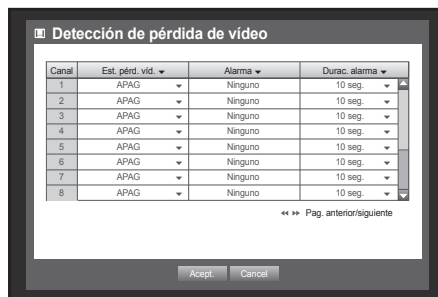 Detección de pérdida de vídeo
Canal Est. pérd. víd. Alarma Durac. alarma
1 APAG Ninguno 10 seg.
2 APAG Ninguno 10 seg.
3 APAG Ninguno 10 seg.
4 APAG Ninguno 10 seg.
5 APAG Ninguno 10 seg.
6 APAG Ninguno 10 seg.
7 APAG Ninguno 10 seg.
8 APAG Ninguno 10 seg.
Pag. anterior/siguiente
Acept. Cancel